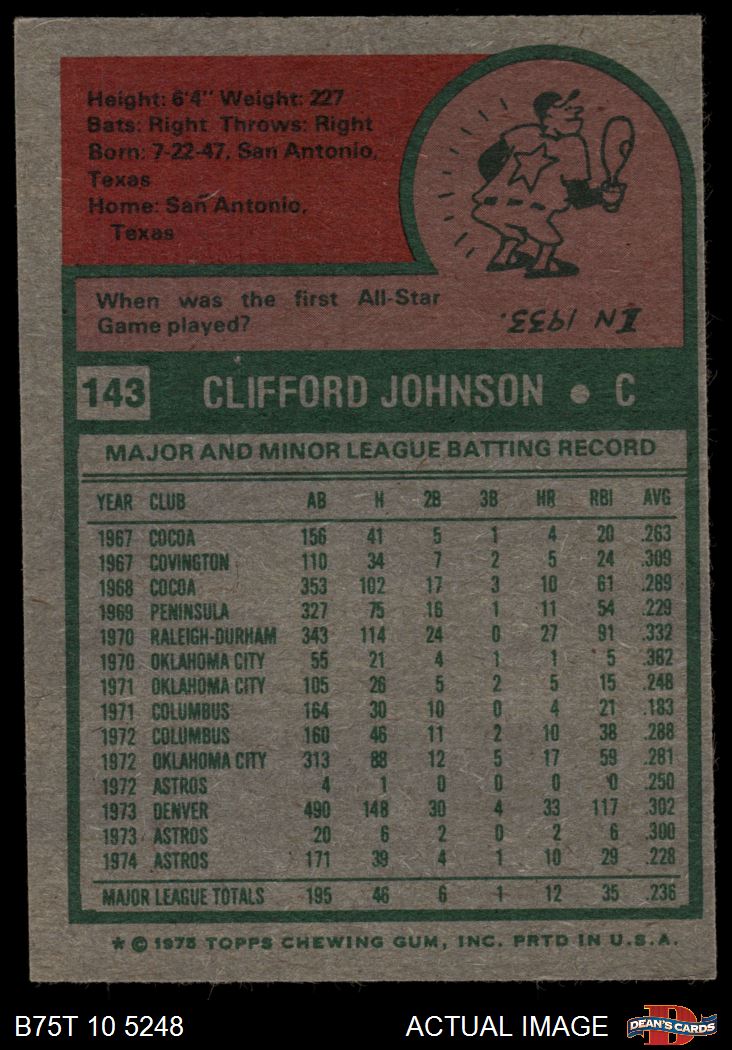 Height: 6'4" Weight: 227
Bats: Right Throws: Right
Born: 7-22-47, San Antonio,
Texas
Home: San Antonio,
Texas
When was the first All-Star
Game played?
IN 1933.
143 CLIFFORD JOHNSON • C
MAJOR AND MINOR LEAGUE BATTING RECORD
YEAR CLUB AB H 2B 3B HR RBI AVG
1967 COCOA 156 41 5 1 4 20 .263
1967 COVINGTON 110 34 7 2 5 24 .309
1968 COCOA 353 102 17 3 10 61 .289
1969 PENINSULA 327 75 16 1 11 54 .229
1970 RALEIGH-DURHAM 343 114 24 0 27 91 .332
1970 OKLAHOMA CITY 55 21 4 1 1 5 .382
1971 OKLAHOMA CITY 105 26 5 2 5 15 .248
1971 COLUMBUS 164 30 10 0 4 21 .183
1972 COLUMBUS 160 46 11 2 10 38 .288
1972 OKLAHOMA CITY 313 88 12 5 17 59 .281
1972 ASTROS 4 1 0 0 0 0 .250
1973 DENVER 490 148 30 4 33 117 .302
1973 ASTROS 20 6 2 0 2 6 .300
1974 ASTROS 171 39 4 1 10 29 .228
MAJOR LEAGUE TOTALS 195 46 6 1 12 35 .236
* © 1975 TOPPS CHEWING GUM, INC. PRTD IN U.S.A.
B75T 10 5248 ACTUAL IMAGE DEAN'S CARDS